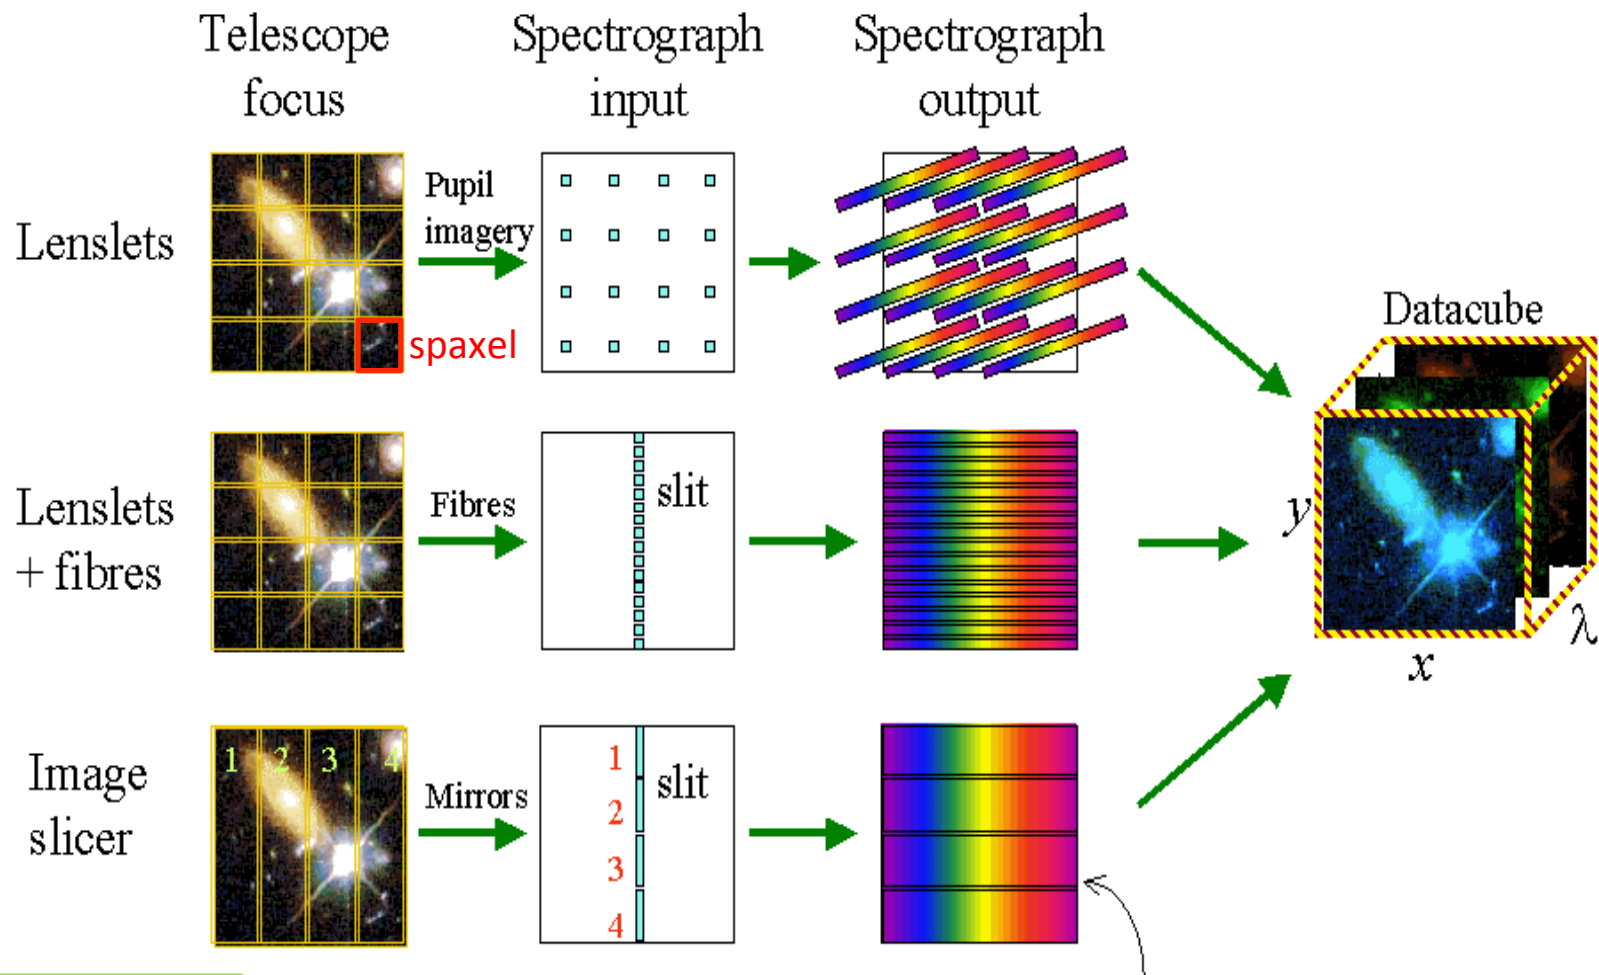 Telescope
focus
Spectrograph
input
Spectrograph
output
Lenslets
Pupil
imagery
spaxel
Datacube
Lenslets
+ fibres
Fibres
slit
y
x
λ
Image
slicer
1 2 3 4
Mirrors
1
2
3
4
slit